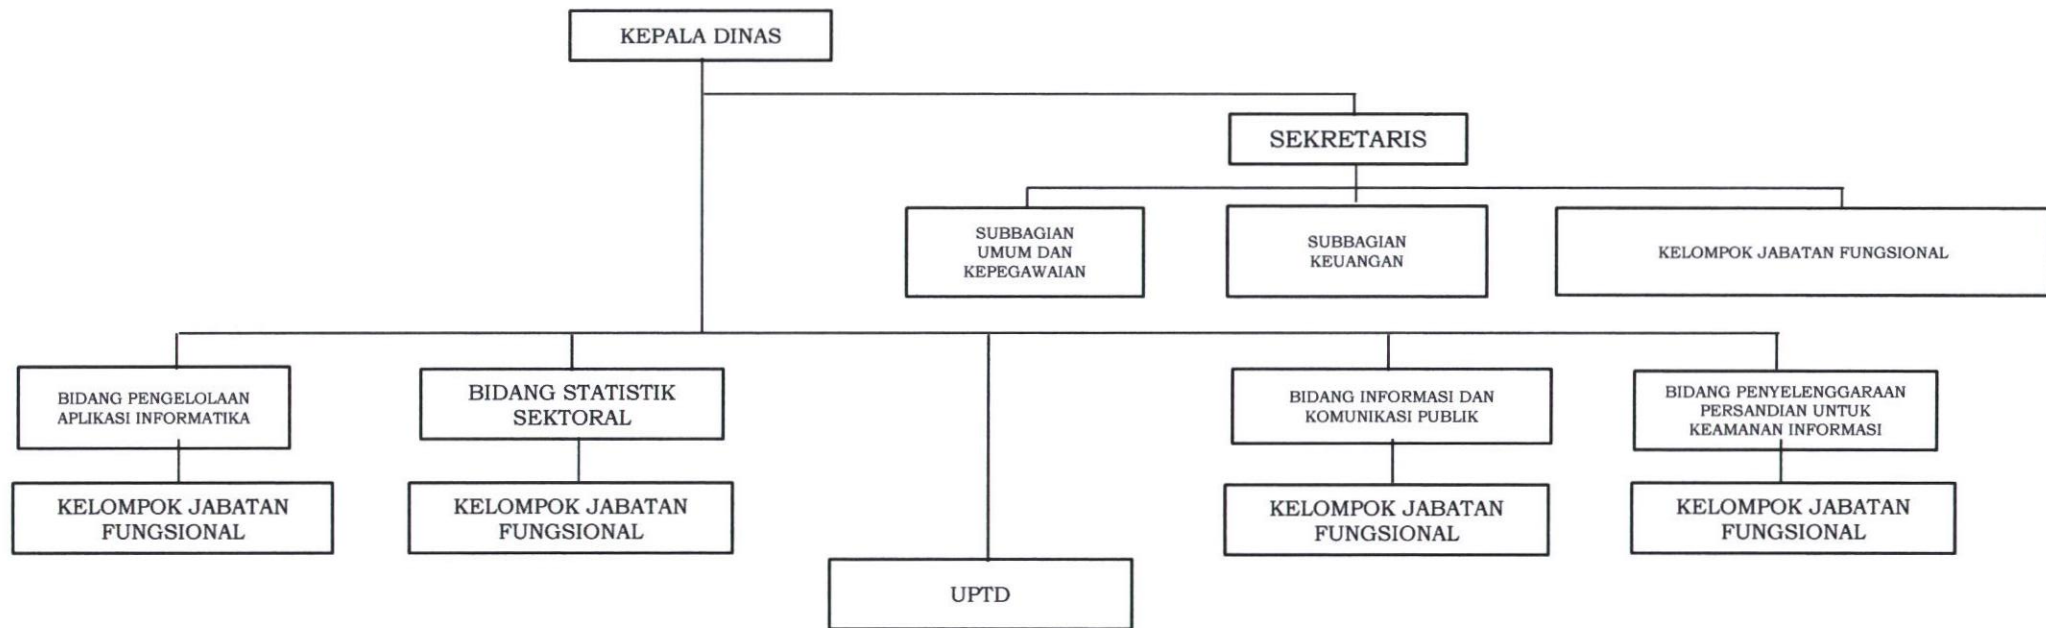 KEPALA DINAS
SEKRETARIS
SUBBAGIAN
UMUM DAN
KEPEGAWAIAN
SUBBAGIAN
KEUANGAN
KELOMPOK JABATAN FUNGSIONAL
BIDANG PENGELOLAAN
APLIKASI INFORMATIKA
BIDANG STATISTIK
SEKTORAL
BIDANG INFORMASI DAN
KOMUNIKASI PUBLIK
BIDANG PENYELENGGARAAN
PERSANDIAN UNTUK
KEAMANAN INFORMASI
KELOMPOK JABATAN
FUNGSIONAL
KELOMPOK JABATAN
FUNGSIONAL
KELOMPOK JABATAN
FUNGSIONAL
KELOMPOK JABATAN
FUNGSIONAL
UPTD